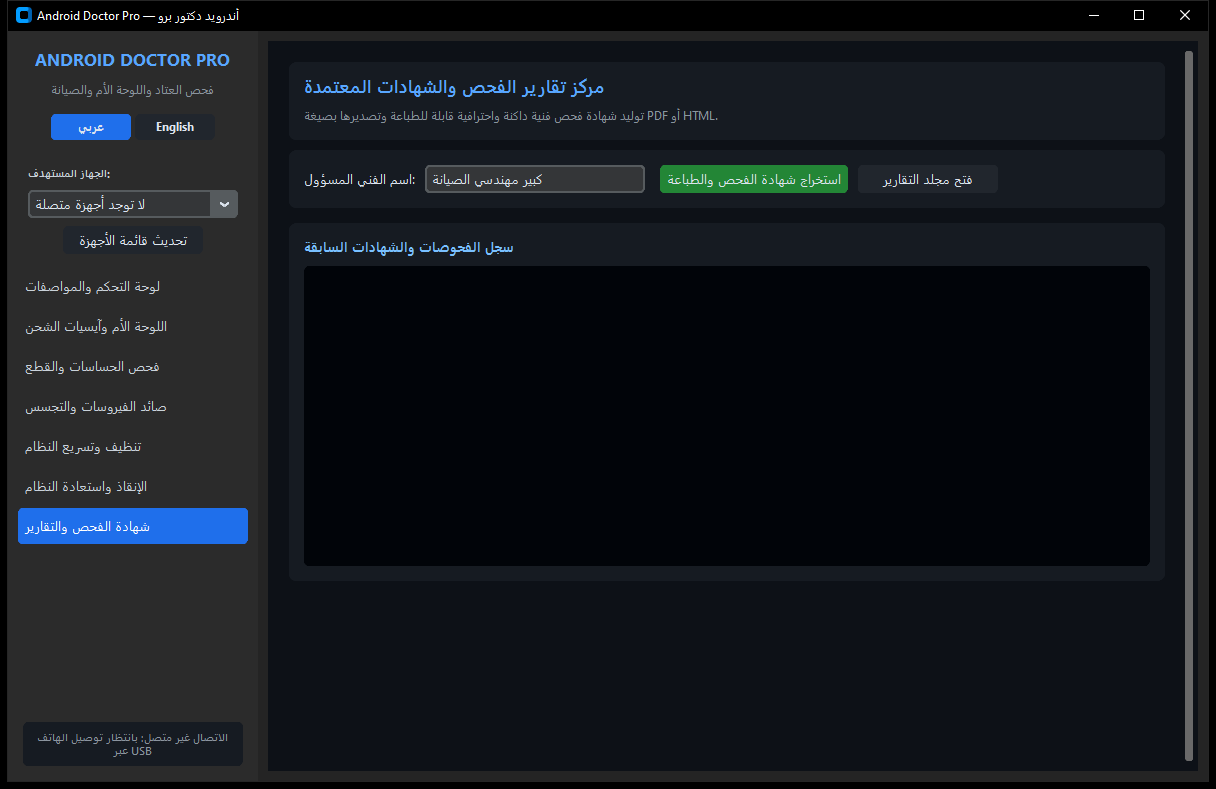 Android Doctor Pro — أندرويد دكتور برو
ANDROID DOCTOR PRO
فحص العتاد واللوحة الأم والصيانة
عربي
English
الجهاز المستهدف:
لا توجد أجهزة متصلة
تحديث قائمة الأجهزة
لوحة التحكم والمواصفات
اللوحة الأم وآيسيات الشحن
فحص الحساسات والقطع
صائد الفيروسات والتجسس
تنظيف وتسريع النظام
الإنقاذ واستعادة النظام
شهادة الفحص والتقارير
الاتصال غير متصل: بانتظار توصيل الهاتف
عبر USB
مركز تقارير الفحص والشهادات المعتمدة
توليد شهادة فحص فنية داكنة واحترافية قابلة للطباعة وتصديرها بصيغة PDF أو HTML.
اسم الفني المسؤول:
كبير مهندسي الصيانة
استخراج شهادة الفحص والطباعة
فتح مجلد التقارير
سجل الفحوصات والشهادات السابقة